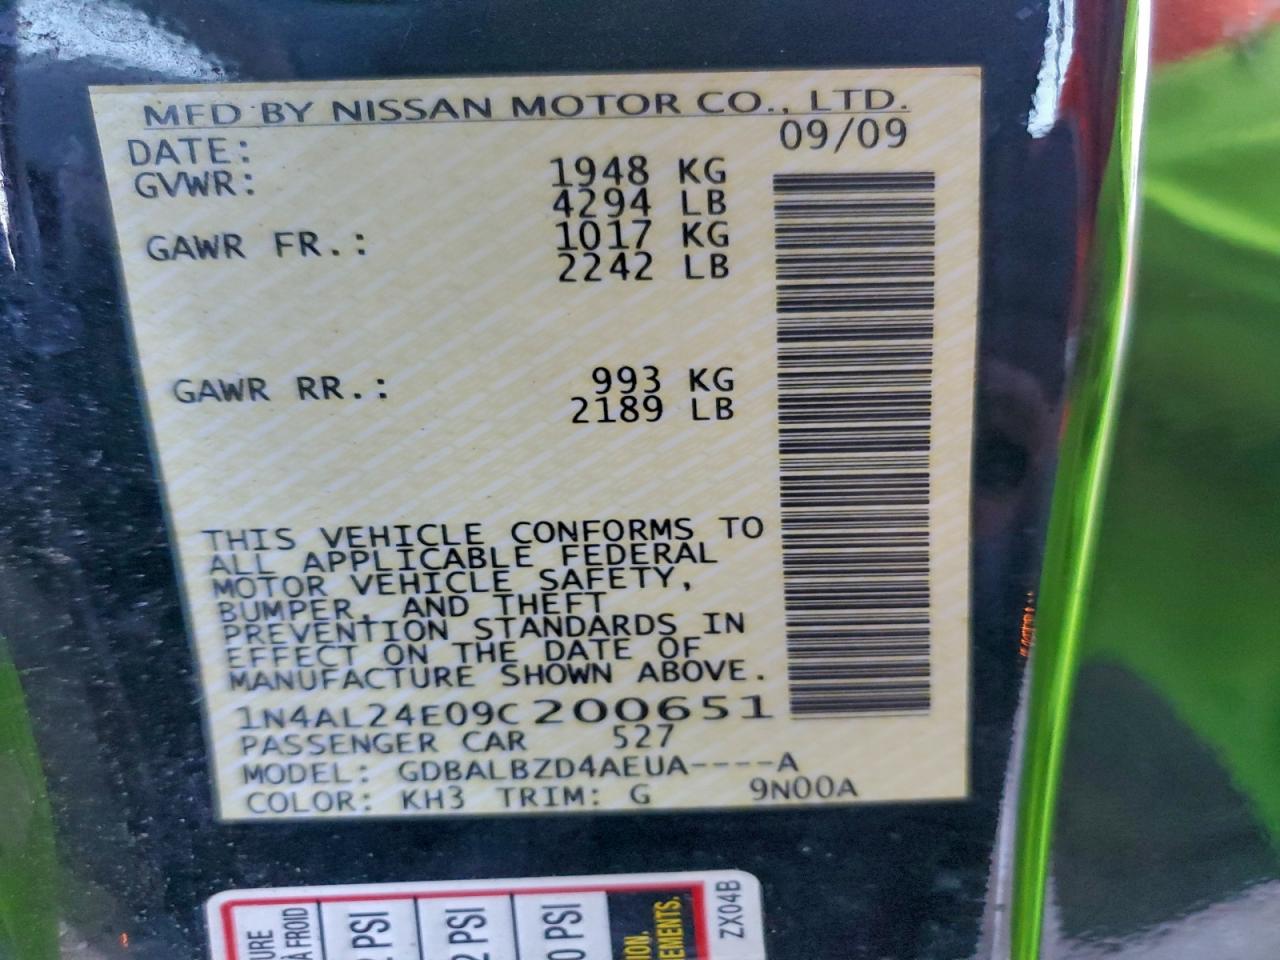 MFD BY NISSAN MOTOR CO., LTD.
DATE: 09/09
GVWR: 1948 KG
4294 LB
GAWR FR.: 1017 KG
2242 LB
GAWR RR.: 993 KG
2189 LB
THIS VEHICLE CONFORMS TO
ALL APPLICABLE FEDERAL
MOTOR VEHICLE SAFETY,
BUMPER, AND THEFT
PREVENTION STANDARDS IN
EFFECT ON THE DATE OF
MANUFACTURE SHOWN ABOVE.
1N4AL24E09C200651
PASSENGER CAR 527
MODEL: GDBALBZD4AEUA----A
COLOR: KH3 TRIM: G 9N00A
À FROID
PSI
PSI
PSI
ZX04B